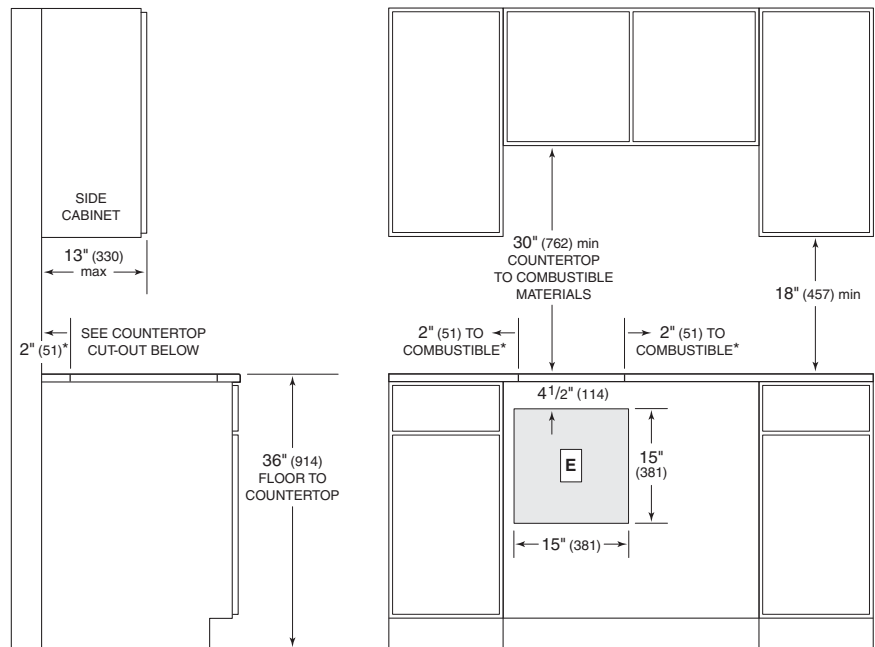 SIDE
CABINET
13" (330)
max
2" (51)*
SEE COUNTERTOP
CUT-OUT BELOW
36" (914)
FLOOR TO
COUNTERTOP
30" (762) min
COUNTERTOP
TO COMBUSTIBLE
MATERIALS
18" (457) min
2" (51) TO
COMBUSTIBLE*
2" (51) TO
COMBUSTIBLE*
4 1/2" (114)
E
15"
(381)
15" (381)